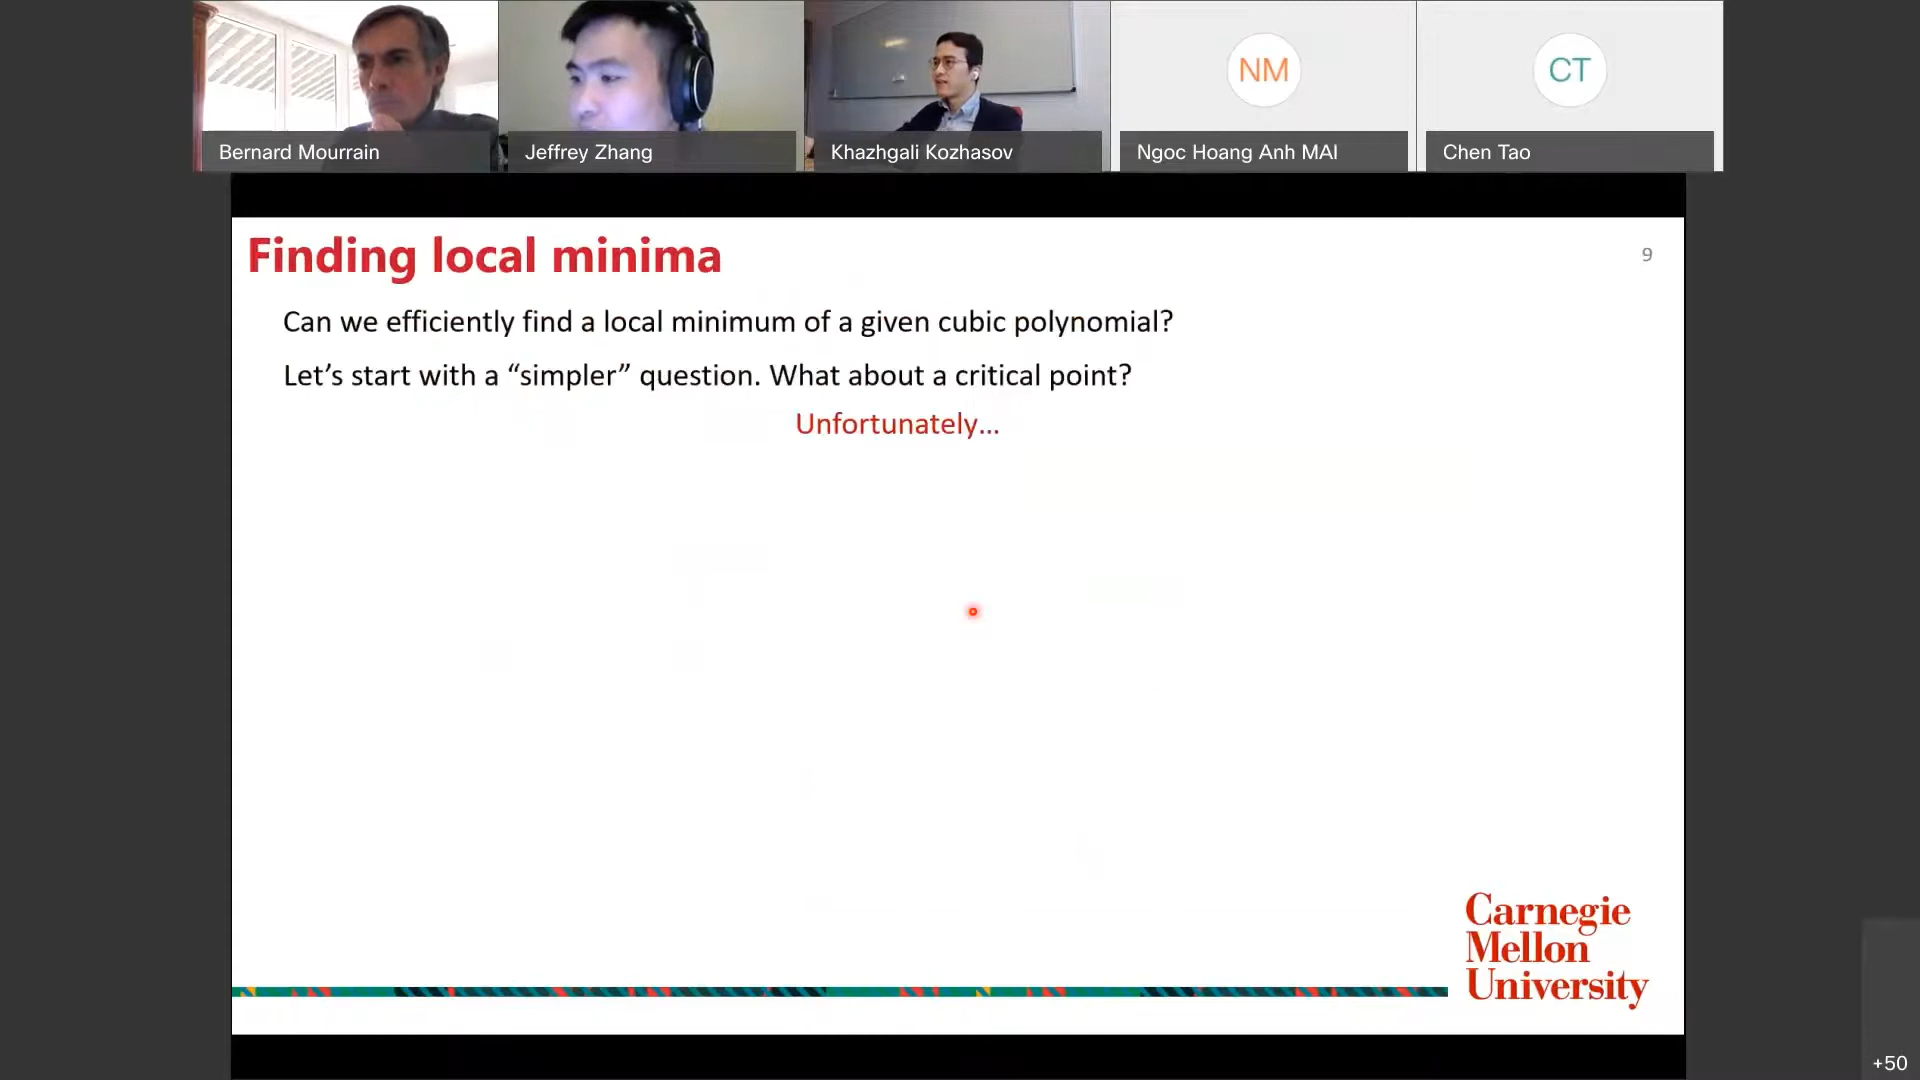 Bernard Mourrain
Jeffrey Zhang
Khazhgali Kozhasov
NM
Ngoc Hoang Anh MAI
CT
Chen Tao
Finding local minima
9
Can we efficiently find a local minimum of a given cubic polynomial?
Let’s start with a “simpler” question. What about a critical point?
Unfortunately…
Carnegie
Mellon
University
+50